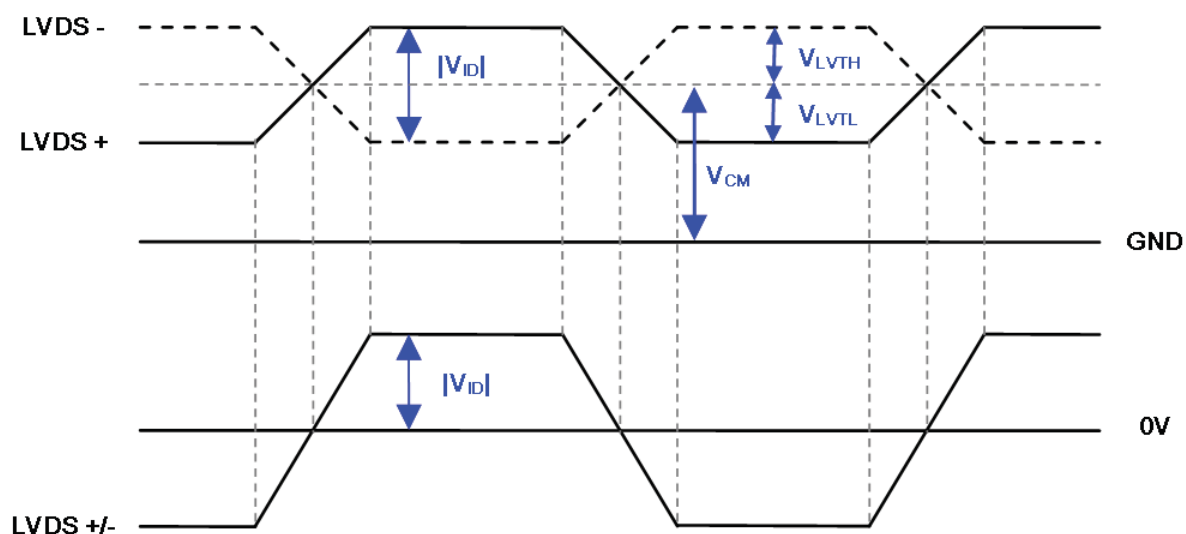 LVDS -
|VID|
VLVTH
VLVTL
LVDS +
VCM
GND
|VID|
0V
LVDS +/-